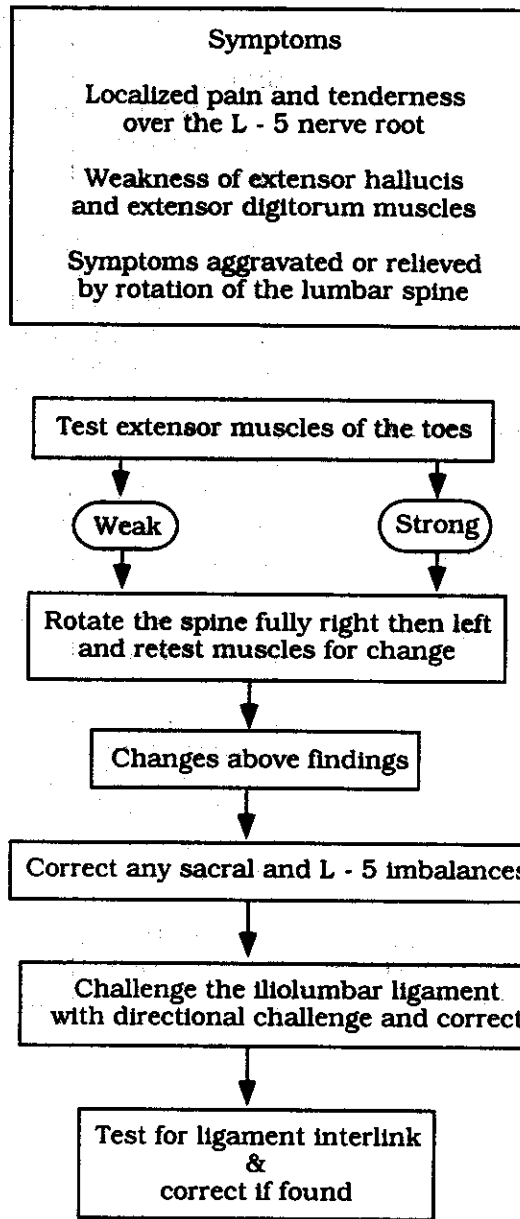 Symptoms
Localized pain and tenderness
over the L - 5 nerve root
Weakness of extensor hallucis
and extensor digitorum muscles
Symptoms aggravated or relieved
by rotation of the lumbar spine
Test extensor muscles of the toes
Weak
Strong
Rotate the spine fully right then left
and retest muscles for change
Changes above findings
Correct any sacral and L - 5 imbalances
Challenge the iliolumbar ligament
with directional challenge and correct
Test for ligament interlink
&
correct if found